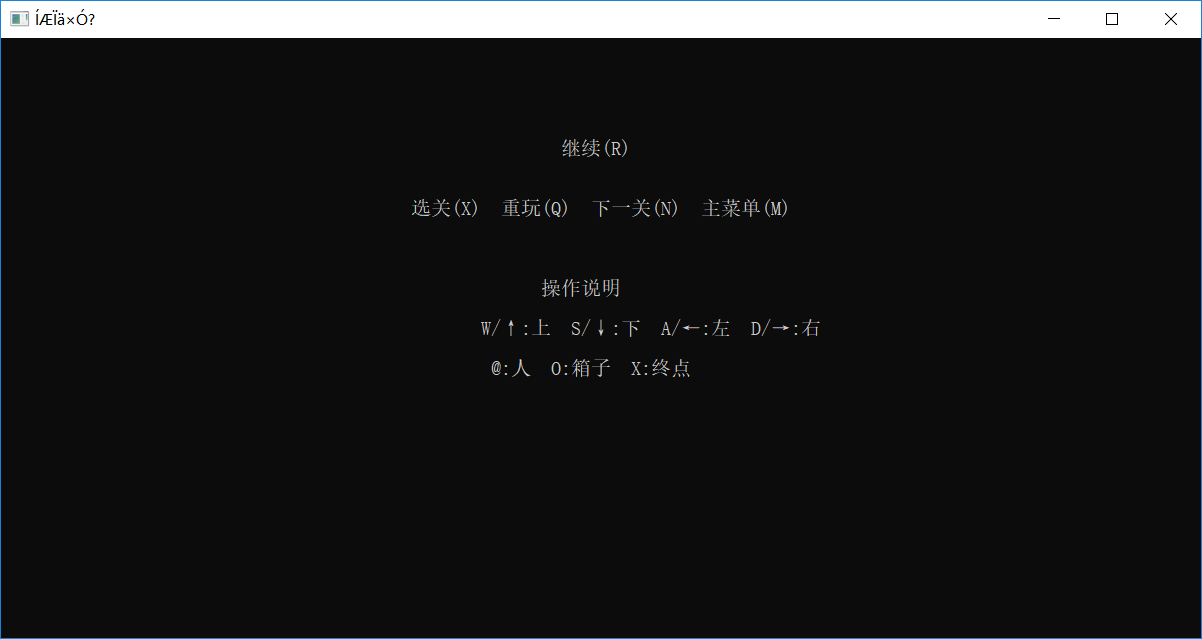 ÍÆÏä×Ó?
继续(R)
选关(X) 重玩(Q) 下一关(N) 主菜单(M)
操作说明
W/↑:上 S/↓:下 A/←:左 D/→:右
@:人 O:箱子 X:终点